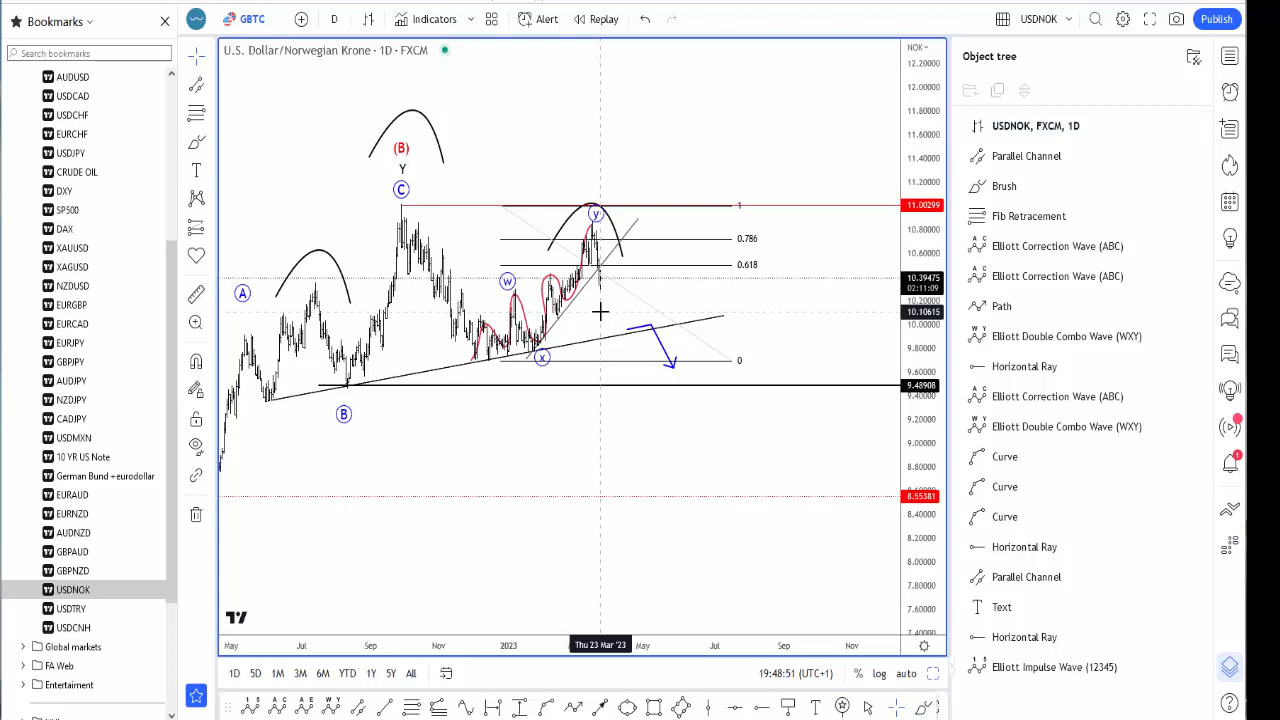 Bookmarks
GBTC
D
Indicators
Alert
Replay
USDNOK
Publish
Search bookmarks
AUDUSD
USDCAD
USDCHF
EURCHF
USDJPY
CRUDE OIL
DXY
SP500
DAX
XAUUSD
XAGUSD
NZDUSD
EURGBP
EURCAD
EURJPY
GBPJPY
AUDJPY
NZDJPY
CADJPY
USDMXN
10 YR US Note
German Bund + eurodollar
EURAUD
EURNZD
AUDNZD
GBPAUD
GBPNZD
USDNOK
USDTRY
USDCNH
Global markets
FA Web
Entertaiment
U.S. Dollar/Norwegian Krone · 1D · FXCM
NOK
12.20000
12.00000
11.80000
11.60000
11.40000
11.20000
11.00299
10.80000
10.60000
10.39475
02:11:09
10.20000
10.10615
10.00000
9.80000
9.60000
9.48908
9.40000
9.20000
9.00000
8.80000
8.55381
8.40000
8.20000
8.00000
7.80000
7.60000
7.40000
(B)
Y
C
A
B
w
x
y
1
0.786
0.618
0
May
Jul
Sep
Nov
2023
Thu 23 Mar '23
May
Jul
Sep
Nov
1D
5D
1M
3M
6M
YTD
1Y
5Y
All
19:48:51 (UTC+1)
%
log
auto
Object tree
USDNOK, FXCM, 1D
Parallel Channel
Brush
Fib Retracement
Elliott Correction Wave (ABC)
Elliott Correction Wave (ABC)
Path
Elliott Double Combo Wave (WXY)
Horizontal Ray
Elliott Correction Wave (ABC)
Elliott Double Combo Wave (WXY)
Curve
Curve
Curve
Horizontal Ray
Parallel Channel
Text
Horizontal Ray
Elliott Impulse Wave (12345)